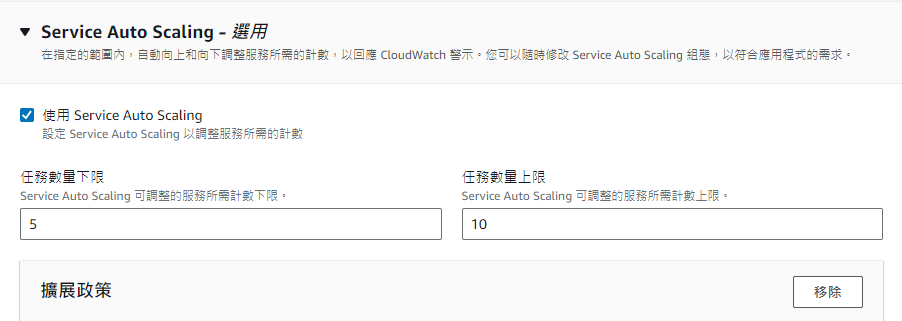 Service Auto Scaling - 選用
在指定的範圍內，自動向上和向下調整服務所需的計數，以回應 CloudWatch 警示。您可以隨時修改 Service Auto Scaling 組態，以符合應用程式的需求。
使用 Service Auto Scaling
設定 Service Auto Scaling 以調整服務所需的計數
任務數量下限
Service Auto Scaling 可調整的服務所需計數下限。
5
任務數量上限
Service Auto Scaling 可調整的服務所需計數上限。
10
擴展政策
移除